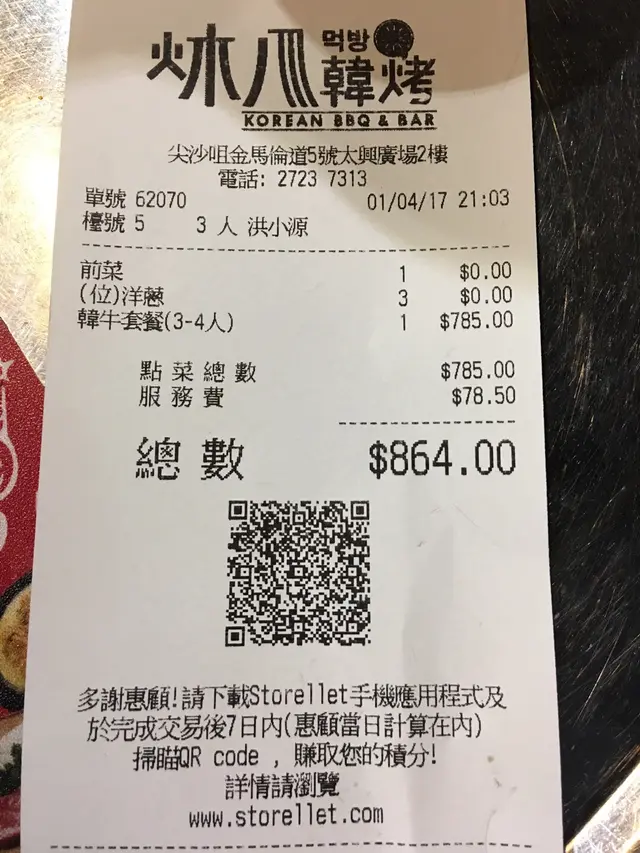 炑八爪 먹방
韓烤
KOREAN BBQ & BAR
尖沙咀金馬倫道5號太興廣場2樓
電話: 2723 7313
單號 62070 01/04/17 21:03
檯號 5 3 人 洪小源
前菜 1 $0.00
(位)洋蔥 3 $0.00
韓牛套餐(3-4人) 1 $785.00
點菜總數 $785.00
服務費 $78.50
總數 $864.00
多謝惠顧!請下載Storellet手機應用程式及
於完成交易後7日內(惠顧當日計算在內)
掃瞄QR code , 賺取您的積分!
詳情請瀏覽
www.storellet.com